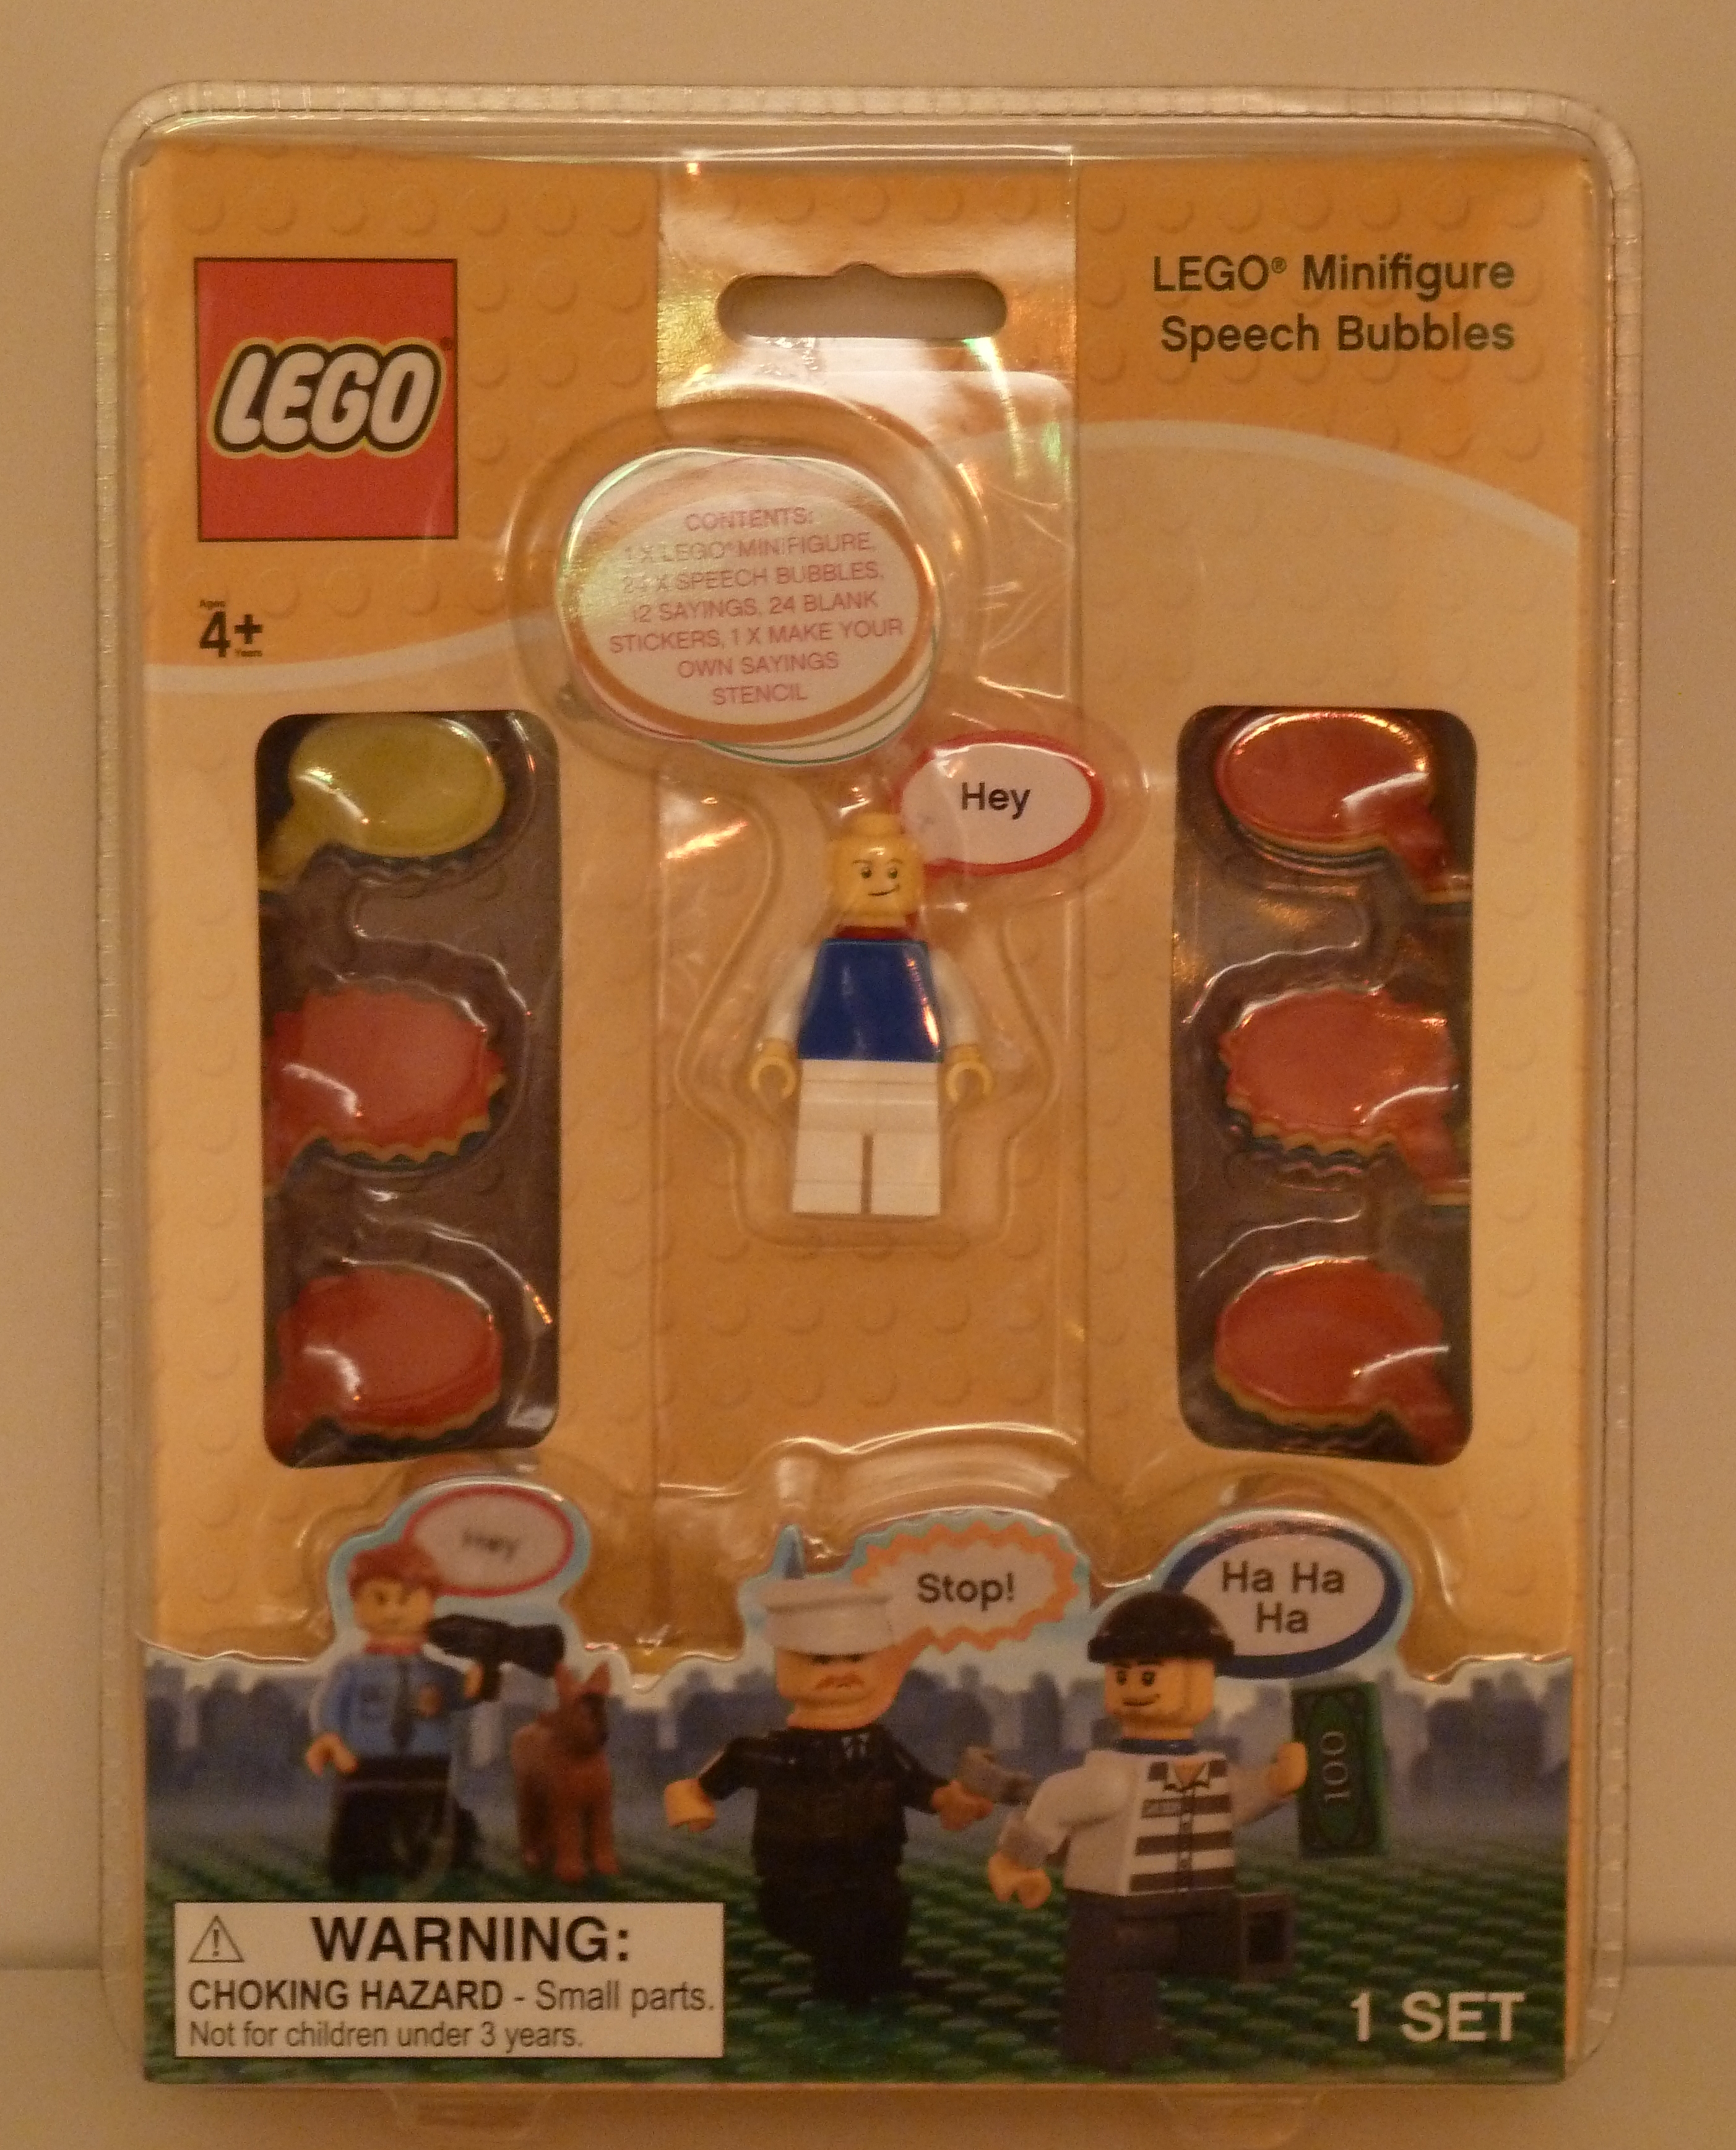 LEGO® Minifigure
Speech Bubbles
LEGO®
Ages
4+
Years
CONTENTS:
1 X LEGO® MINIFIGURE,
24 X SPEECH BUBBLES,
12 SAYINGS, 24 BLANK
STICKERS, 1 X MAKE YOUR
OWN SAYINGS
STENCIL
Hey
Hey
Stop!
Ha Ha
Ha
100
WARNING:
CHOKING HAZARD - Small parts.
Not for children under 3 years.
1 SET